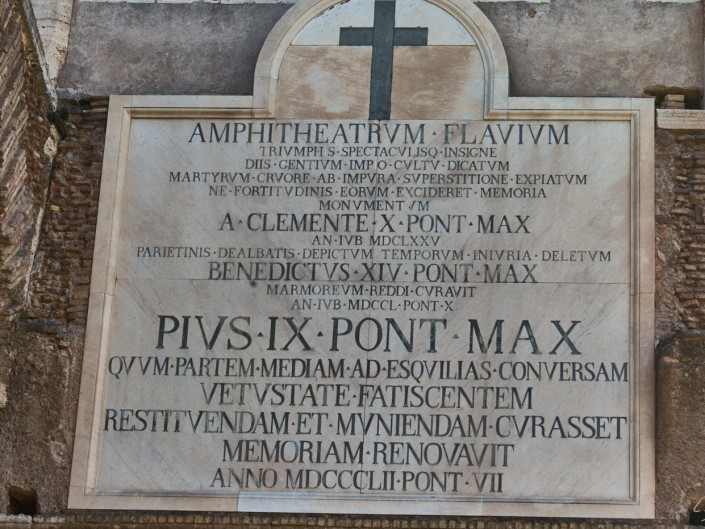 AMPHITHEATRVM · FLAVIVM
TRIVMPHIS · SPECTACVLISQ · INSIGNE
DIIS · GENTIVM · IMPIO · CVLTV · DICATVM
MARTYRVM · CRVORE · AB · IMPVRA · SVPERSTITIONE · EXPIATVM
NE · FORTITVDINIS · EORVM · EXCIDERET · MEMORIA
MONVMENTVM
A · CLEMENTE · X · PONT · MAX
AN · IVB · MDCLXXV
PARIETINIS · DEALBATIS · DEPICTVM · TEMPORVM · INIVRIA · DELETVM
BENEDICTVS · XIV · PONT · MAX
MARMOREVM · REDDI · CVRAVIT
AN · IVB · MDCCL · PONT · X
PIVS · IX · PONT · MAX
QVVM · PARTEM · MEDIAM · AD · ESQVILIAS · CONVERSAM
VETVSTATE · FATISCENTEM
RESTITVENDAM · ET · MVNIENDAM · CVRASSET
MEMORIAM · RENOVAVIT
ANNO MDCCCLII · PONT · VII